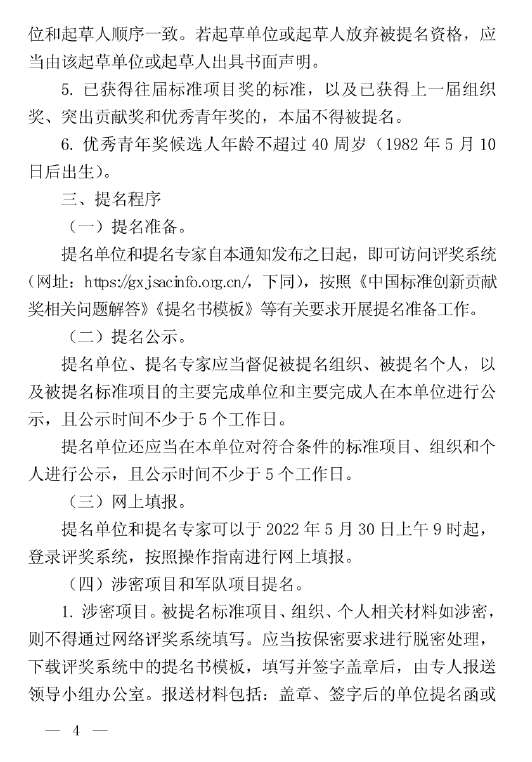 位和起草人顺序一致。若起草单位或起草人放弃被提名资格，应
当由该起草单位或起草人出具书面声明。
5. 已获得往届标准项目奖的标准，以及已获得上一届组织
奖、突出贡献奖和优秀青年奖的，本届不得被提名。
6. 优秀青年奖候选人年龄不超过 40 周岁（1982 年 5 月 10
日后出生）。
三、提名程序
（一）提名准备。
提名单位和提名专家自本通知发布之日起，即可访问评奖系统
（网址：https://gxjsacinfo.org.cn/，下同），按照《中国标准创新贡献
奖相关问题解答》《提名书模板》等有关要求开展提名准备工作。
（二）提名公示。
提名单位、提名专家应当督促被提名组织、被提名个人，以
及被提名标准项目的主要完成单位和主要完成人在本单位进行公
示，且公示时间不少于 5 个工作日。
提名单位还应当在本单位对符合条件的标准项目、组织和个
人进行公示，且公示时间不少于 5 个工作日。
（三）网上填报。
提名单位和提名专家可以于 2022 年 5 月 30 日上午 9 时起，
登录评奖系统，按照操作指南进行网上填报。
（四）涉密项目和军队项目提名。
1. 涉密项目。被提名标准项目、组织、个人相关材料如涉密，
则不得通过网络评奖系统填写。应当按保密要求进行脱密处理，
下载评奖系统中的提名书模板，填写并签字盖章后，由专人报送
领导小组办公室。报送材料包括：盖章、签字后的单位提名函或
— 4 —